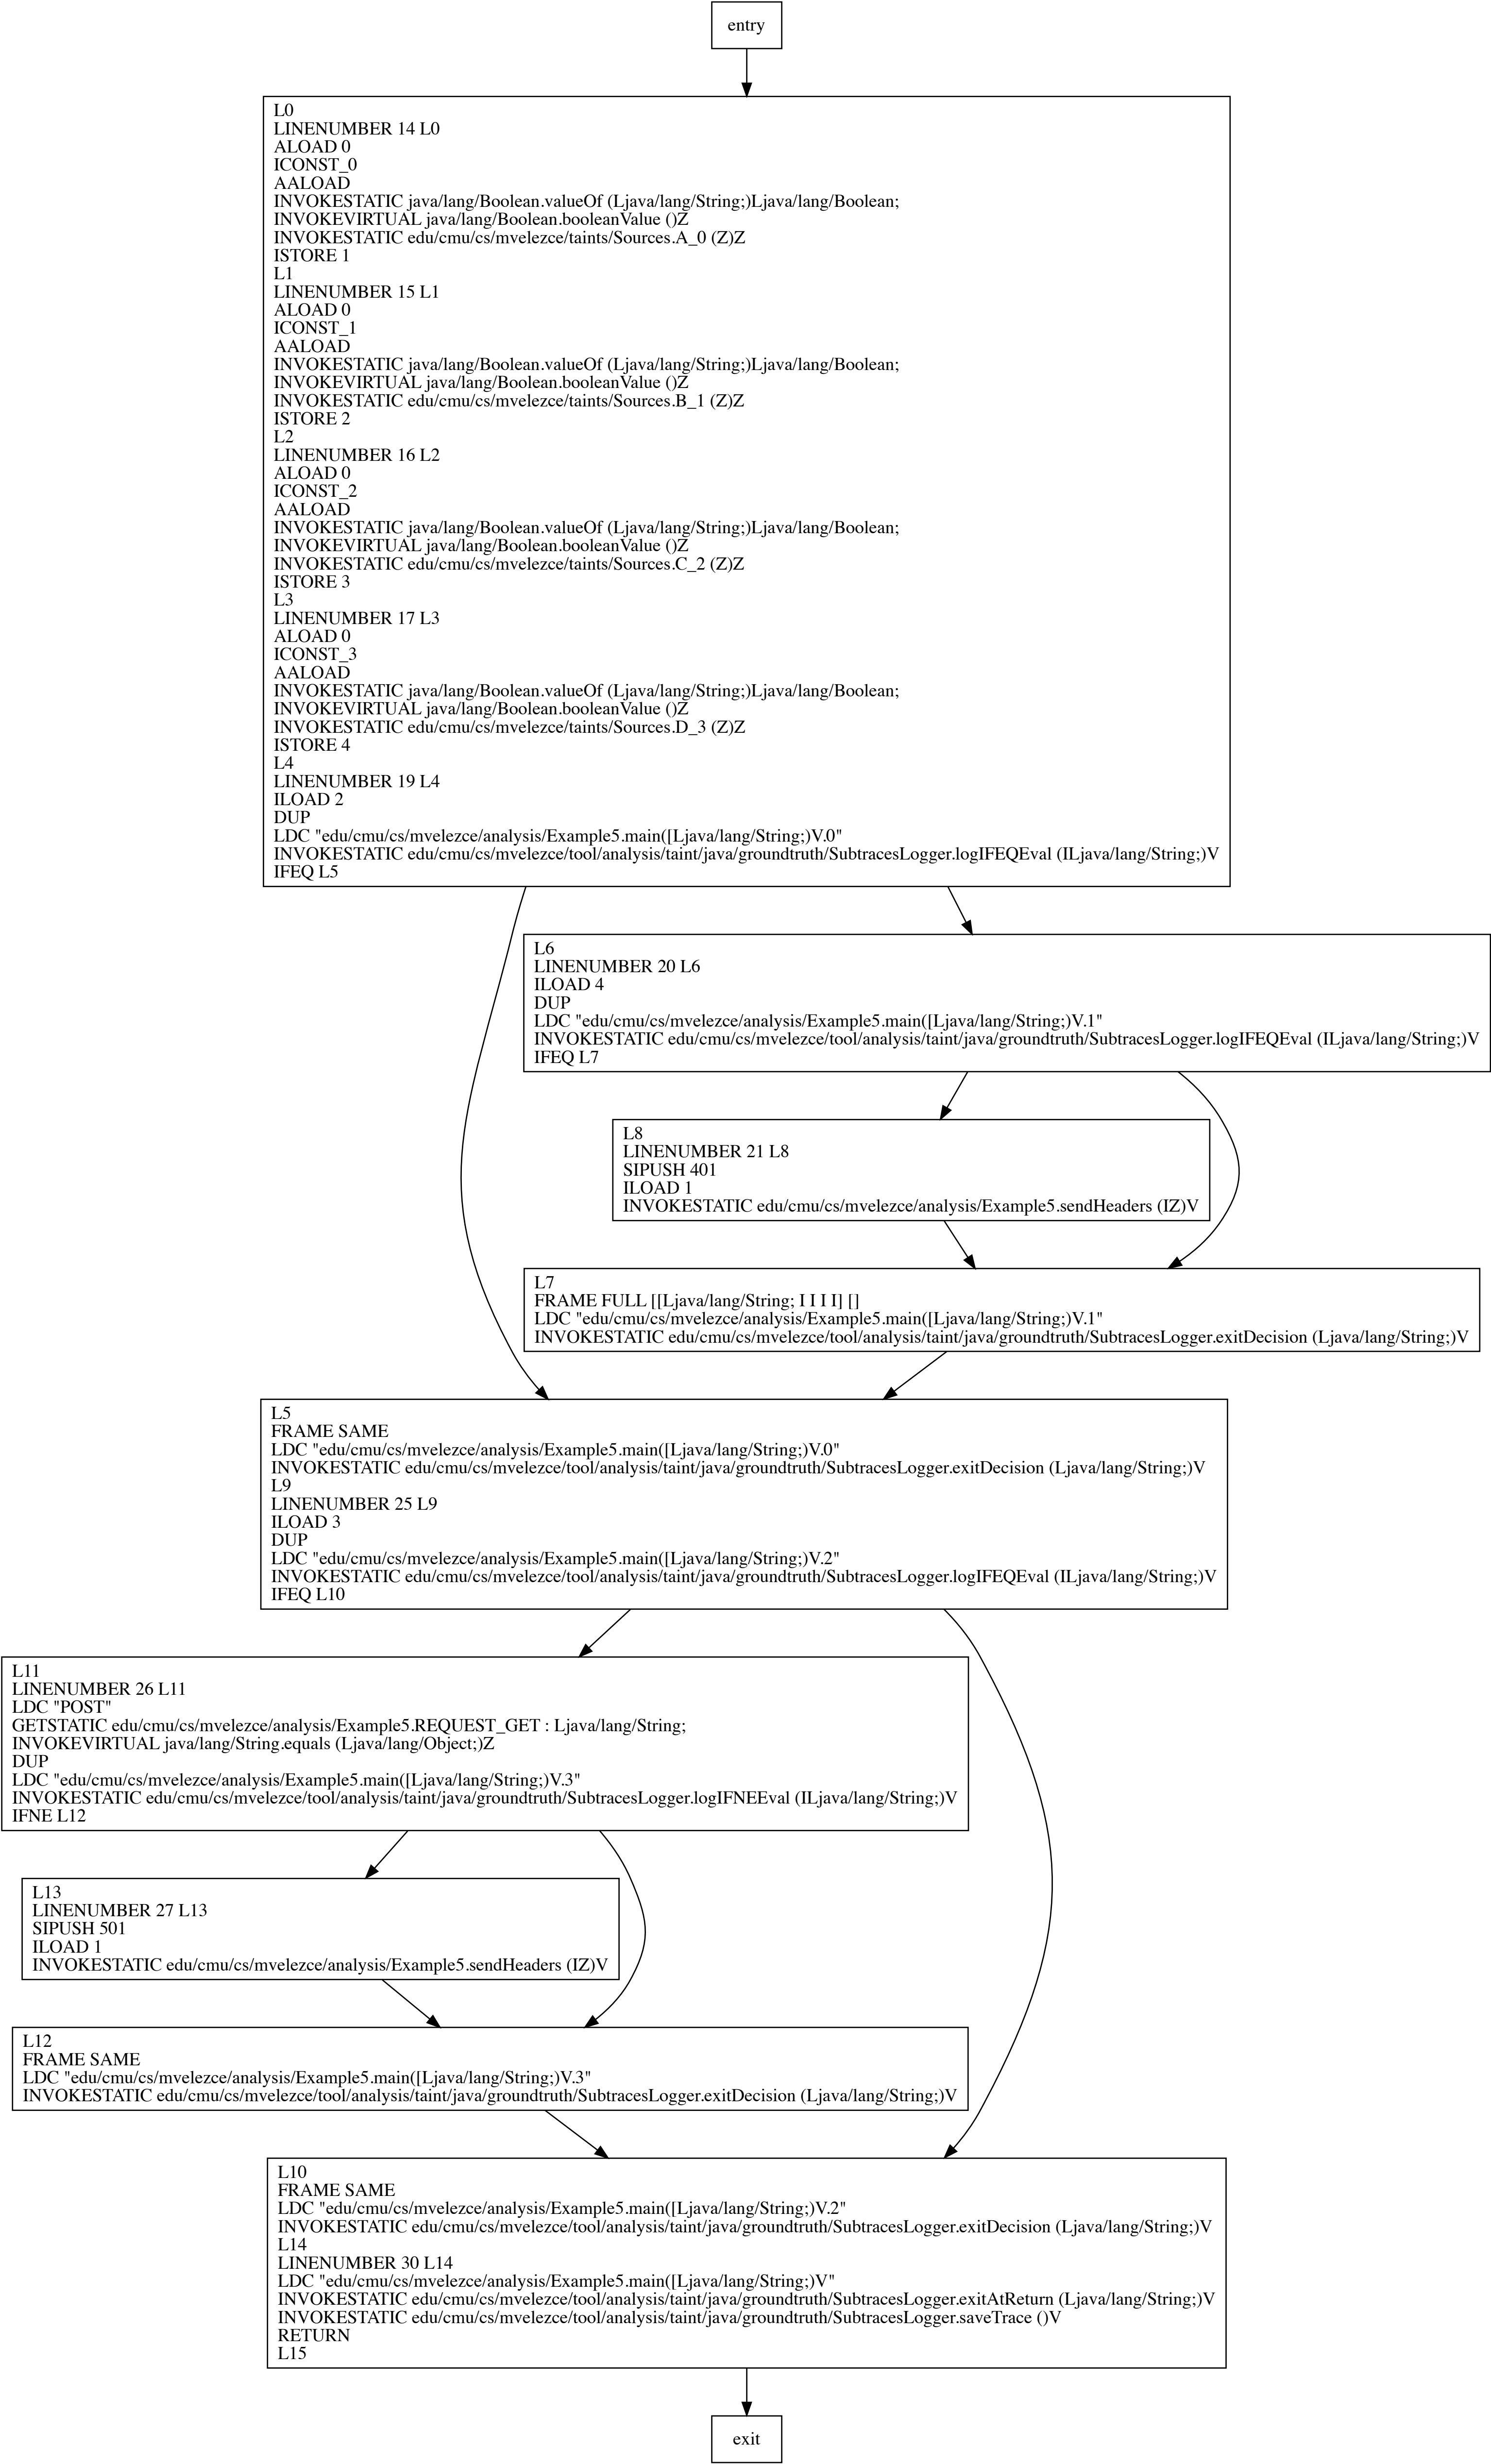 entry
L0
LINENUMBER 14 L0
ALOAD 0
ICONST_0
AALOAD
INVOKESTATIC java/lang/Boolean.valueOf (Ljava/lang/String;)Ljava/lang/Boolean;
INVOKEVIRTUAL java/lang/Boolean.booleanValue ()Z
INVOKESTATIC edu/cmu/cs/mvelezce/taints/Sources.A_0 (Z)Z
ISTORE 1
L1
LINENUMBER 15 L1
ALOAD 0
ICONST_1
AALOAD
INVOKESTATIC java/lang/Boolean.valueOf (Ljava/lang/String;)Ljava/lang/Boolean;
INVOKEVIRTUAL java/lang/Boolean.booleanValue ()Z
INVOKESTATIC edu/cmu/cs/mvelezce/taints/Sources.B_1 (Z)Z
ISTORE 2
L2
LINENUMBER 16 L2
ALOAD 0
ICONST_2
AALOAD
INVOKESTATIC java/lang/Boolean.valueOf (Ljava/lang/String;)Ljava/lang/Boolean;
INVOKEVIRTUAL java/lang/Boolean.booleanValue ()Z
INVOKESTATIC edu/cmu/cs/mvelezce/taints/Sources.C_2 (Z)Z
ISTORE 3
L3
LINENUMBER 17 L3
ALOAD 0
ICONST_3
AALOAD
INVOKESTATIC java/lang/Boolean.valueOf (Ljava/lang/String;)Ljava/lang/Boolean;
INVOKEVIRTUAL java/lang/Boolean.booleanValue ()Z
INVOKESTATIC edu/cmu/cs/mvelezce/taints/Sources.D_3 (Z)Z
ISTORE 4
L4
LINENUMBER 19 L4
ILOAD 2
DUP
LDC "edu/cmu/cs/mvelezce/analysis/Example5.main([Ljava/lang/String;)V.0"
INVOKESTATIC edu/cmu/cs/mvelezce/tool/analysis/taint/java/groundtruth/SubtracesLogger.logIFEQEval (ILjava/lang/String;)V
IFEQ L5
L6
LINENUMBER 20 L6
ILOAD 4
DUP
LDC "edu/cmu/cs/mvelezce/analysis/Example5.main([Ljava/lang/String;)V.1"
INVOKESTATIC edu/cmu/cs/mvelezce/tool/analysis/taint/java/groundtruth/SubtracesLogger.logIFEQEval (ILjava/lang/String;)V
IFEQ L7
L8
LINENUMBER 21 L8
SIPUSH 401
ILOAD 1
INVOKESTATIC edu/cmu/cs/mvelezce/analysis/Example5.sendHeaders (IZ)V
L7
FRAME FULL [[Ljava/lang/String; I I I I] []
LDC "edu/cmu/cs/mvelezce/analysis/Example5.main([Ljava/lang/String;)V.1"
INVOKESTATIC edu/cmu/cs/mvelezce/tool/analysis/taint/java/groundtruth/SubtracesLogger.exitDecision (Ljava/lang/String;)V
L5
FRAME SAME
LDC "edu/cmu/cs/mvelezce/analysis/Example5.main([Ljava/lang/String;)V.0"
INVOKESTATIC edu/cmu/cs/mvelezce/tool/analysis/taint/java/groundtruth/SubtracesLogger.exitDecision (Ljava/lang/String;)V
L9
LINENUMBER 25 L9
ILOAD 3
DUP
LDC "edu/cmu/cs/mvelezce/analysis/Example5.main([Ljava/lang/String;)V.2"
INVOKESTATIC edu/cmu/cs/mvelezce/tool/analysis/taint/java/groundtruth/SubtracesLogger.logIFEQEval (ILjava/lang/String;)V
IFEQ L10
L11
LINENUMBER 26 L11
LDC "POST"
GETSTATIC edu/cmu/cs/mvelezce/analysis/Example5.REQUEST_GET : Ljava/lang/String;
INVOKEVIRTUAL java/lang/String.equals (Ljava/lang/Object;)Z
DUP
LDC "edu/cmu/cs/mvelezce/analysis/Example5.main([Ljava/lang/String;)V.3"
INVOKESTATIC edu/cmu/cs/mvelezce/tool/analysis/taint/java/groundtruth/SubtracesLogger.logIFNEEval (ILjava/lang/String;)V
IFNE L12
L13
LINENUMBER 27 L13
SIPUSH 501
ILOAD 1
INVOKESTATIC edu/cmu/cs/mvelezce/analysis/Example5.sendHeaders (IZ)V
L12
FRAME SAME
LDC "edu/cmu/cs/mvelezce/analysis/Example5.main([Ljava/lang/String;)V.3"
INVOKESTATIC edu/cmu/cs/mvelezce/tool/analysis/taint/java/groundtruth/SubtracesLogger.exitDecision (Ljava/lang/String;)V
L10
FRAME SAME
LDC "edu/cmu/cs/mvelezce/analysis/Example5.main([Ljava/lang/String;)V.2"
INVOKESTATIC edu/cmu/cs/mvelezce/tool/analysis/taint/java/groundtruth/SubtracesLogger.exitDecision (Ljava/lang/String;)V
L14
LINENUMBER 30 L14
LDC "edu/cmu/cs/mvelezce/analysis/Example5.main([Ljava/lang/String;)V"
INVOKESTATIC edu/cmu/cs/mvelezce/tool/analysis/taint/java/groundtruth/SubtracesLogger.exitAtReturn (Ljava/lang/String;)V
INVOKESTATIC edu/cmu/cs/mvelezce/tool/analysis/taint/java/groundtruth/SubtracesLogger.saveTrace ()V
RETURN
L15
exit